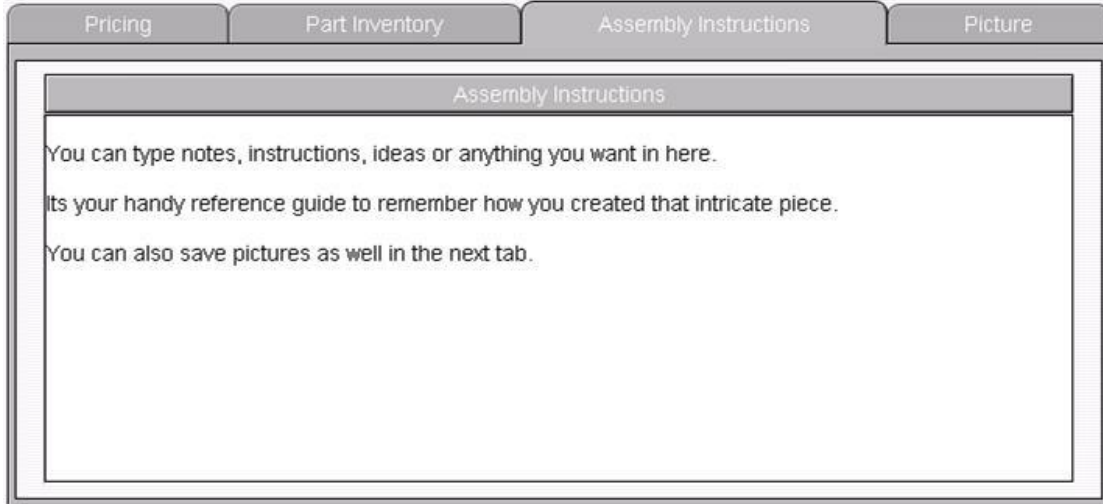 Pricing
Part Inventory
Assembly Instructions
Picture
Assembly Instructions
You can type notes, instructions, ideas or anything you want in here.
Its your handy reference guide to remember how you created that intricate piece.
You can also save pictures as well in the next tab.